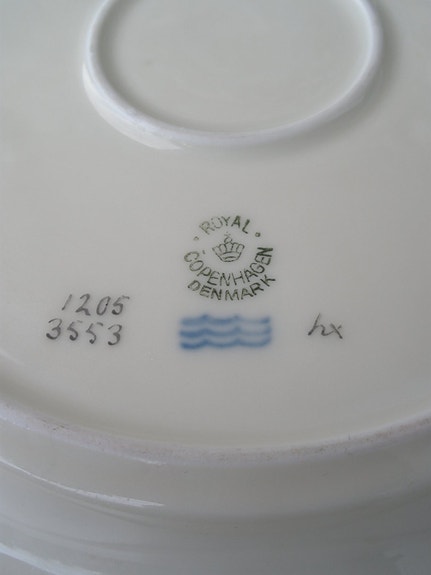 ROYAL
COPENHAGEN
DENMARK
1205
3553
hx